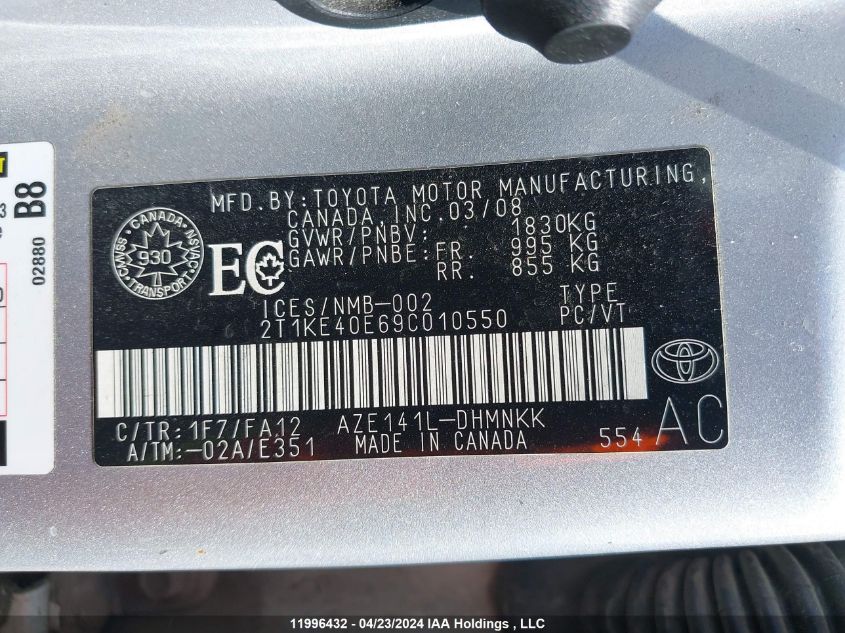 MFD.BY:TOYOTA MOTOR MANUFACTURING,
CANADA,INC.03/08
GVWR/PNBV: 1830KG
GAWR/PNBE:FR. 995 KG
RR. 855 KG
CMVSS CANADA NSVAC
930
TRANSPORT
EC
ICES/NMB-002 TYPE
2T1KE40E69C010550 PC/VT
C/TR:1F7/FA12 AZE141L-DHMNKK
A/TM:-02A/E351 MADE IN CANADA 554 AC
B8
02880
11996432 - 04/23/2024 IAA Holdings , LLC